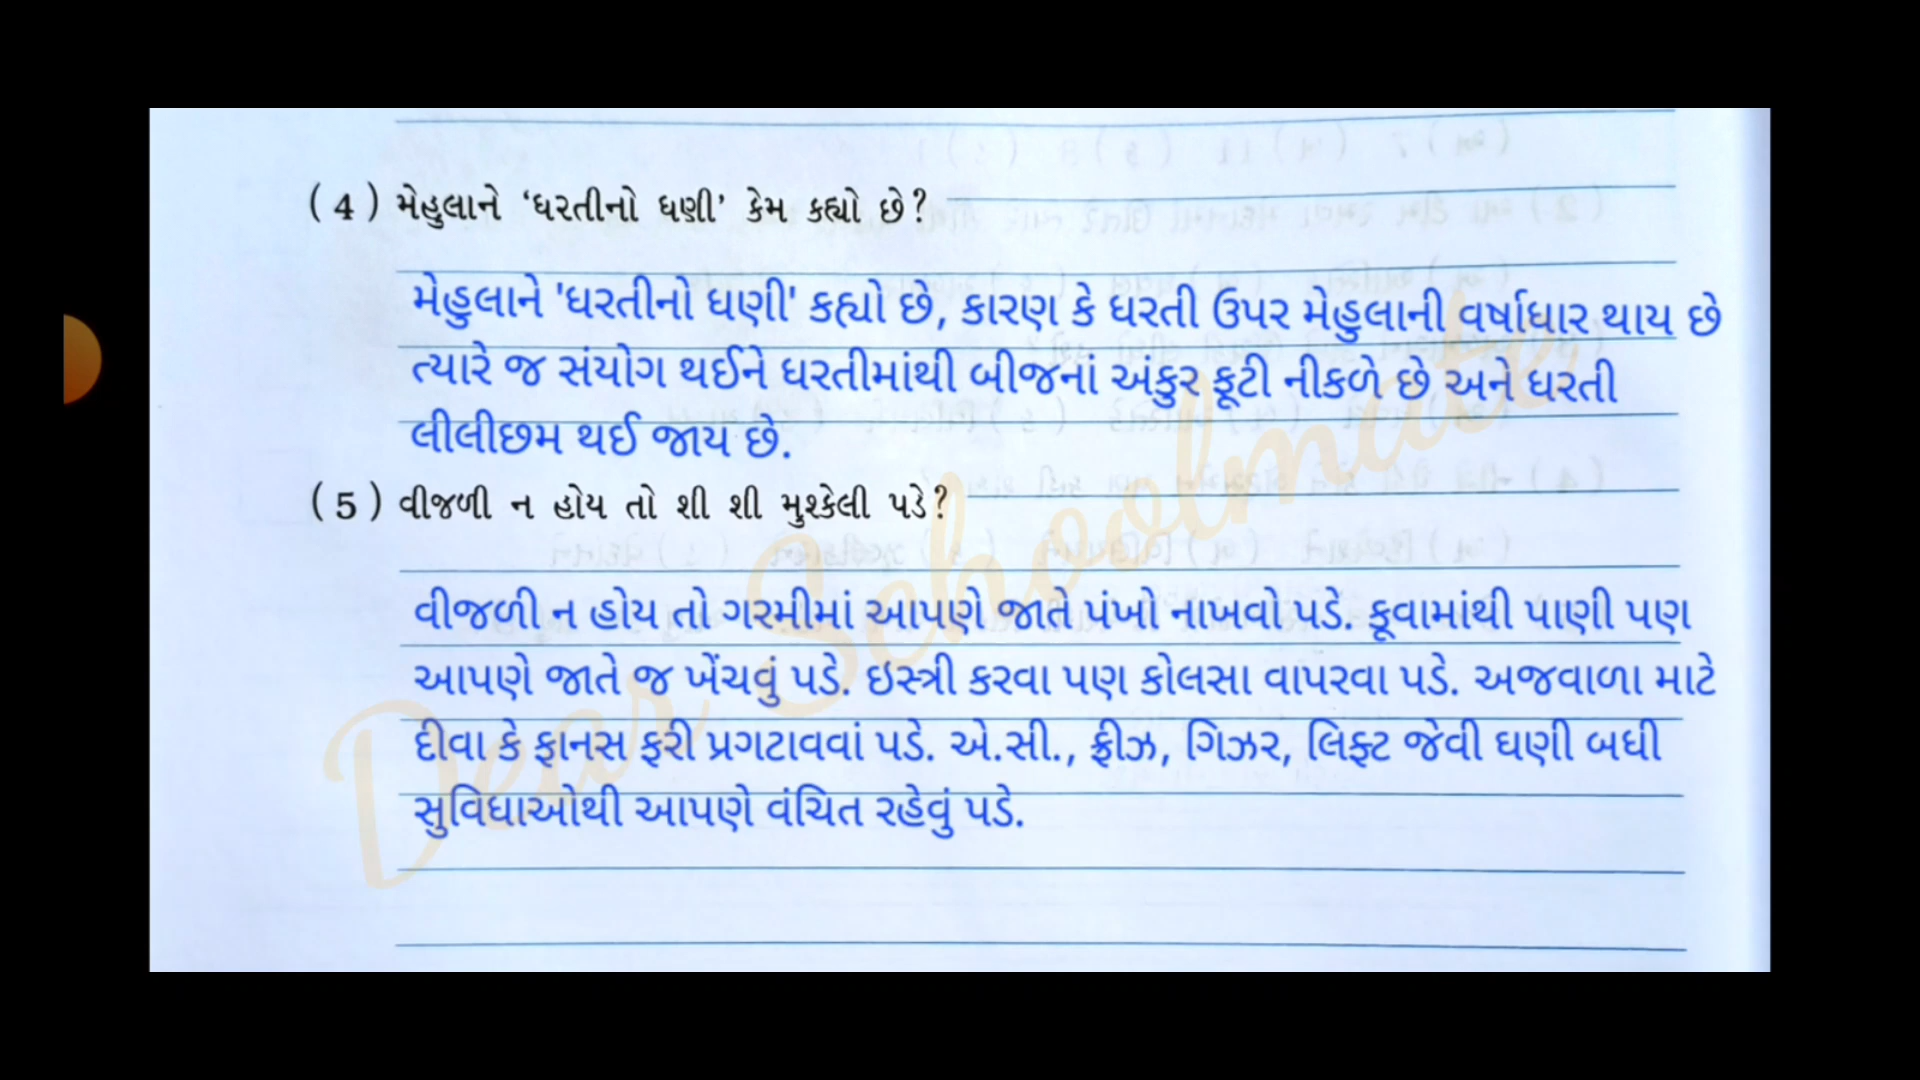 (4) મેહુલાને ‘ધરતીનો ધણી’ કેમ કહ્યો છે?
મેહુલાને 'ધરતીનો ધણી' કહ્યો છે, કારણ કે ધરતી ઉપર મેહુલાની વર્ષાધાર થાય છે
ત્યારે જ સંયોગ થઈને ધરતીમાંથી બીજનાં અંકુર ફૂટી નીકળે છે અને ધરતી
લીલીછમ થઈ જાય છે.
(5) વીજળી ન હોય તો શી શી મુશ્કેલી પડે?
વીજળી ન હોય તો ગરમીમાં આપણે જાતે પંખો નાખવો પડે. કૂવામાંથી પાણી પણ
આપણે જાતે જ ખેંચવું પડે. ઇસ્ત્રી કરવા પણ કોલસા વાપરવા પડે. અજવાળા માટે
દીવા કે ફાનસ ફરી પ્રગટાવવાં પડે. એ.સી., ફ્રીઝ, ગિઝર, લિફ્ટ જેવી ઘણી બધી
સુવિધાઓથી આપણે વંચિત રહેવું પડે.
Dear Schoolmate